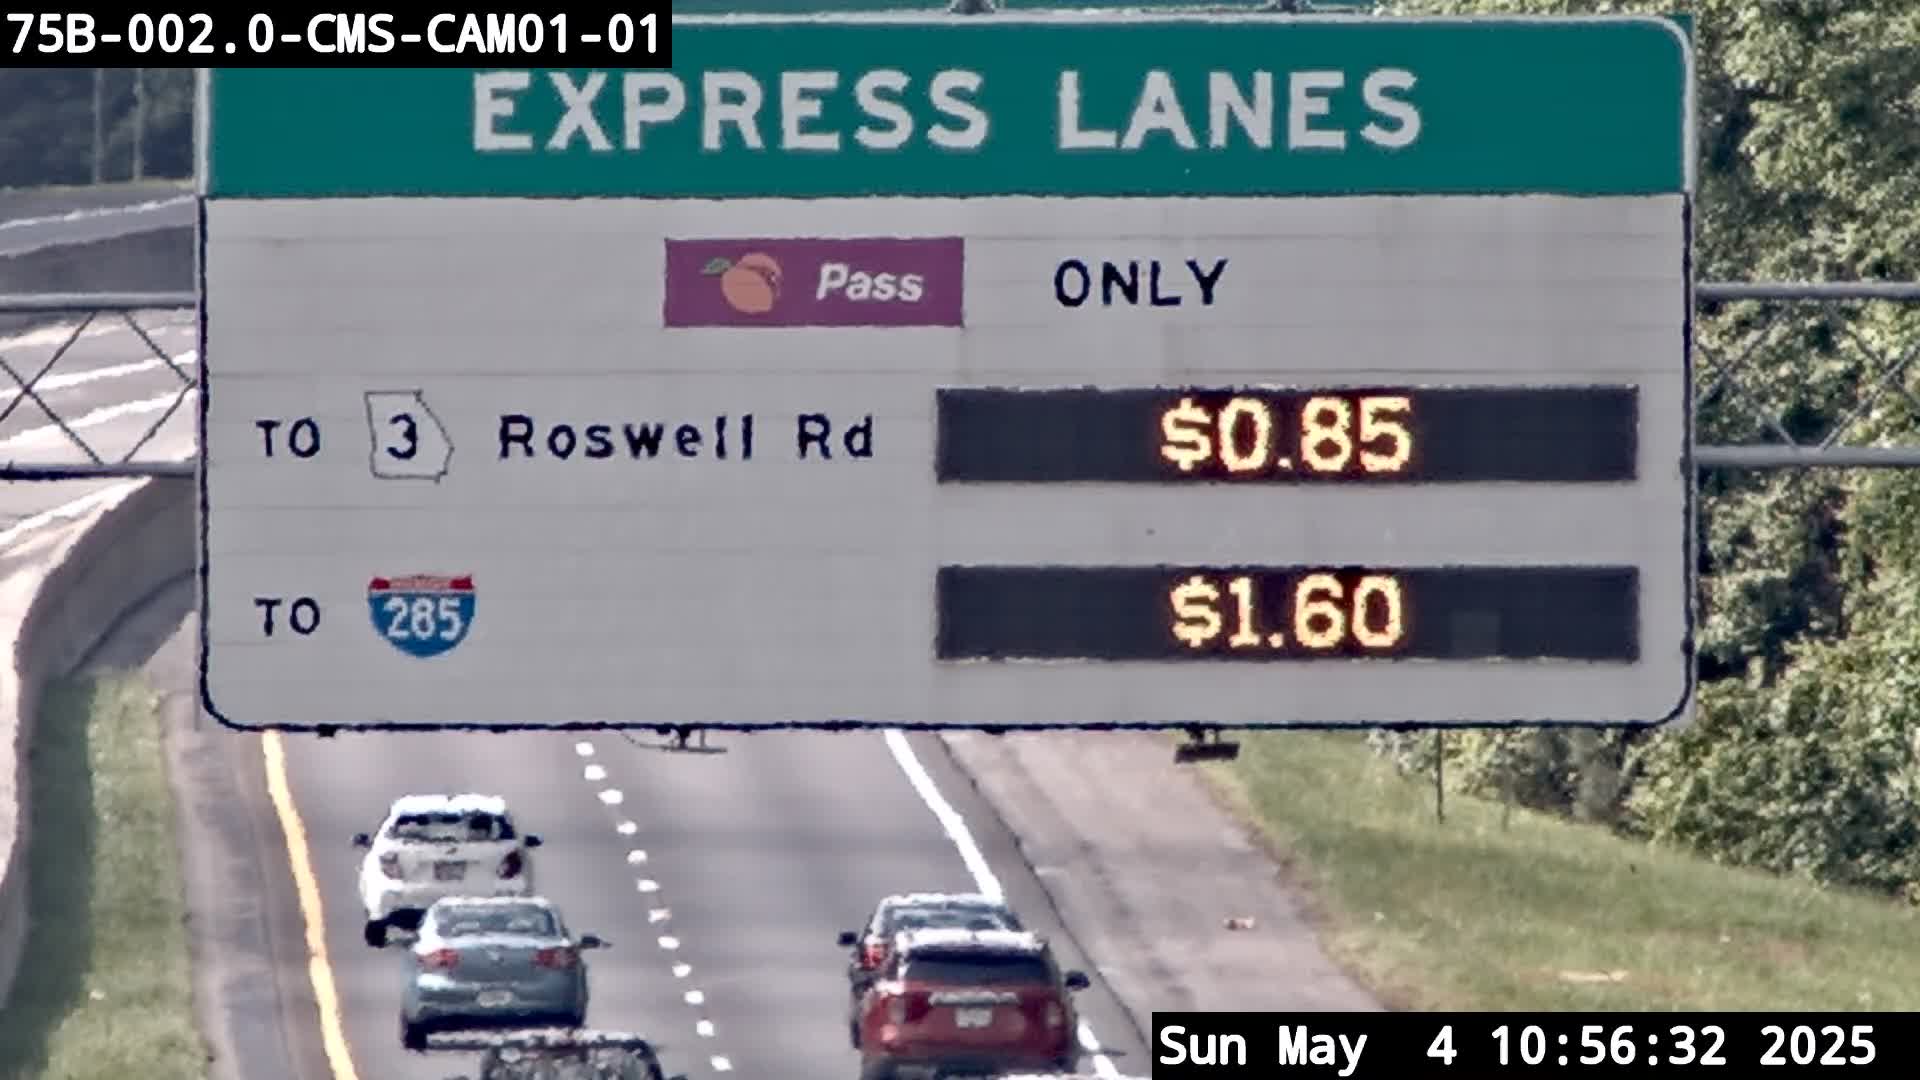 75B-002.0-CMS-CAM01-01
EXPRESS LANES
Pass ONLY
TO 3 Roswell Rd $0.85
TO 285 $1.60
Sun May 4 10:56:32 2025